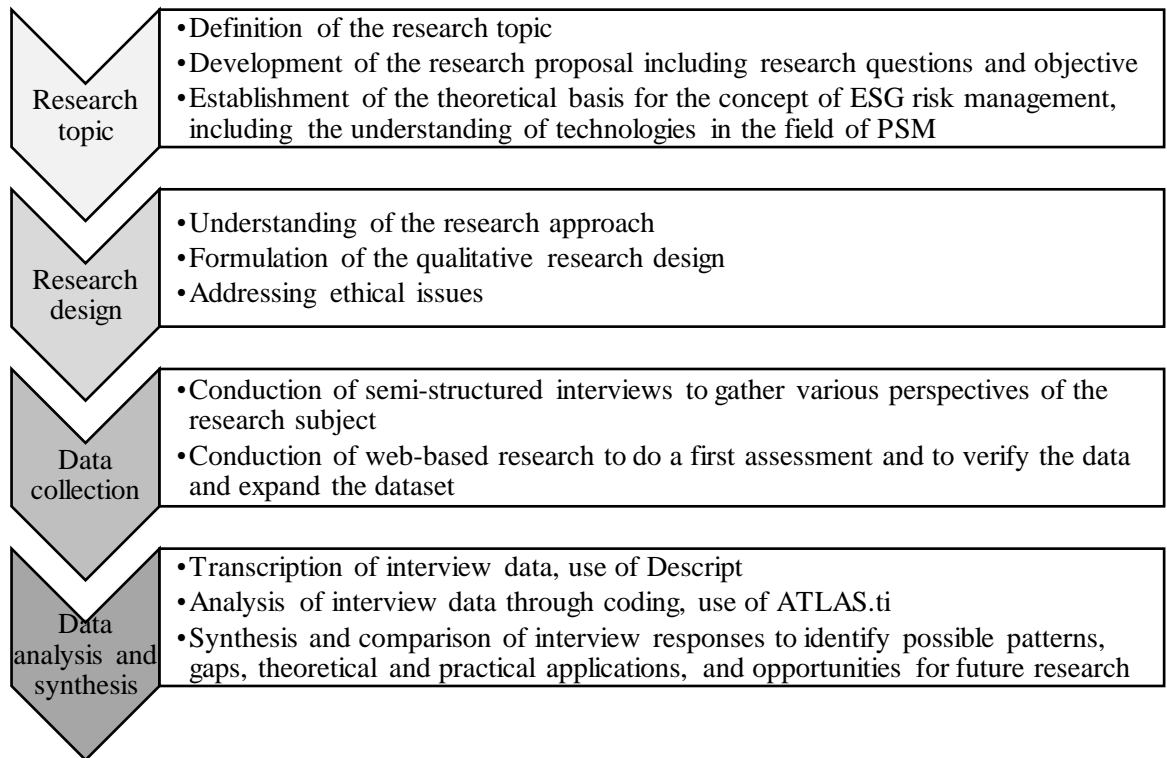 Research
topic
•Definition of the research topic
•Development of the research proposal including research questions and objective
•Establishment of the theoretical basis for the concept of ESG risk management,
including the understanding of technologies in the field of PSM
Research
design
•Understanding of the research approach
•Formulation of the qualitative research design
•Addressing ethical issues
Data
collection
•Conduction of semi-structured interviews to gather various perspectives of the
research subject
•Conduction of web-based research to do a first assessment and to verify the data
and expand the dataset
Data
analysis and
synthesis
•Transcription of interview data, use of Descript
•Analysis of interview data through coding, use of ATLAS.ti
•Synthesis and comparison of interview responses to identify possible patterns,
gaps, theoretical and practical applications, and opportunities for future research